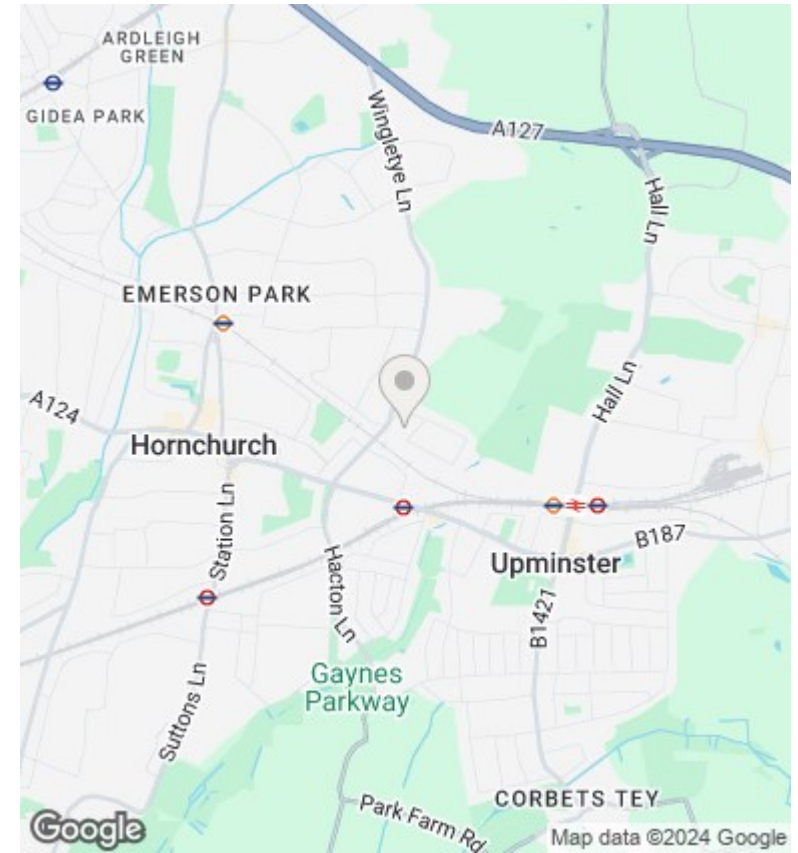 ARDLEIGH
GREEN
GIDEA PARK
Wingletye Ln
A127
Hall Ln
EMERSON PARK
A124
Hornchurch
Hall Ln
Station Ln
Hacton Ln
B187
Upminster
B1421
Gaynes
Parkway
Suttons Ln
CORBETS TEY
Park Farm Rd
Google
Map data ©2024 Google